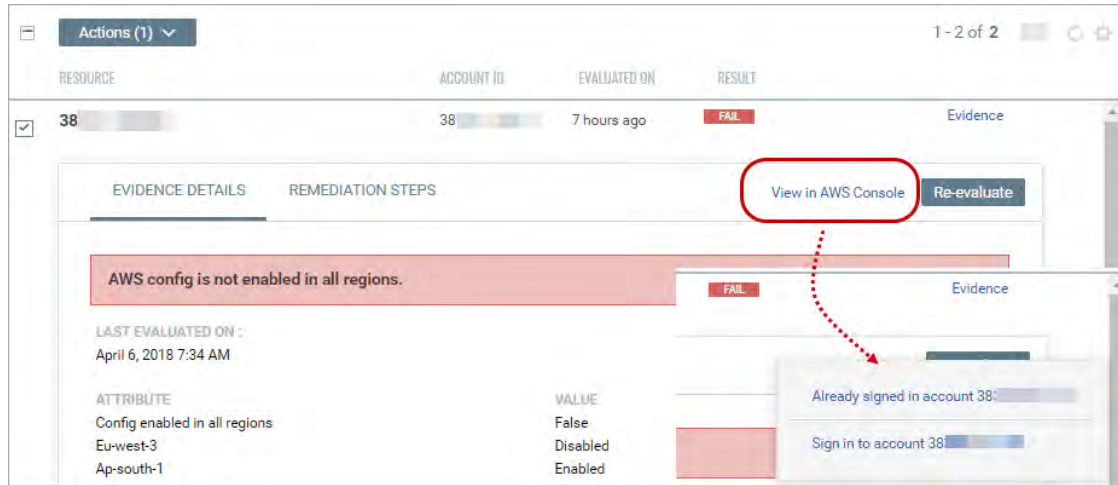 Actions (1)
1 - 2 of 2
RESOURCE ACCOUNT ID EVALUATED ON RESULT
38 38 7 hours ago FAIL Evidence
EVIDENCE DETAILS REMEDIATION STEPS View in AWS Console Re-evaluate
AWS config is not enabled in all regions.
FAIL Evidence
LAST EVALUATED ON :
April 6, 2018 7:34 AM
ATTRIBUTE VALUE
Config enabled in all regions False
Eu-west-3 Disabled
Ap-south-1 Enabled
Already signed in account 38
Sign in to account 38